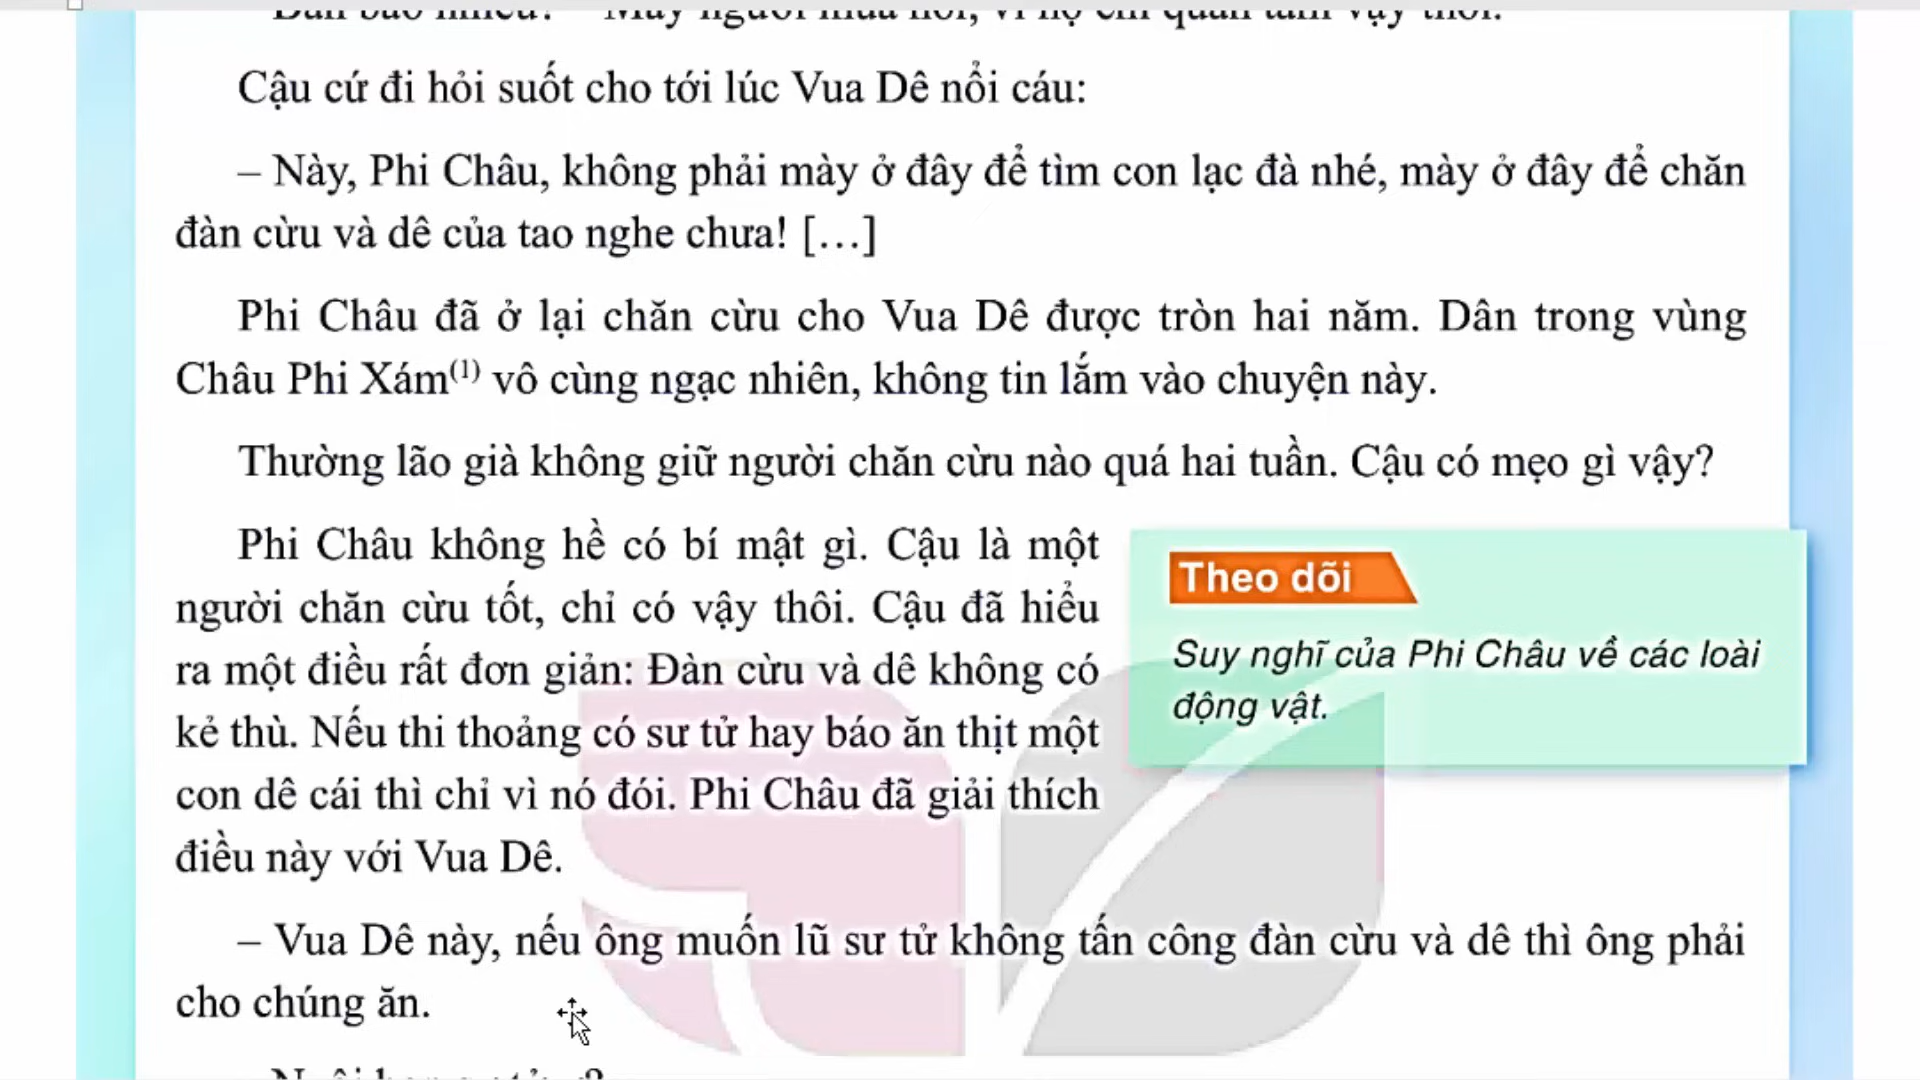 Cậu cứ đi hỏi suốt cho tới lúc Vua Dê nổi cáu:
– Này, Phi Châu, không phải mày ở đây để tìm con lạc đà nhé, mày ở đây để chăn
đàn cừu và dê của tao nghe chưa! [...]
Phi Châu đã ở lại chăn cừu cho Vua Dê được tròn hai năm. Dân trong vùng
Châu Phi Xám(1) vô cùng ngạc nhiên, không tin lắm vào chuyện này.
Thường lão già không giữ người chăn cừu nào quá hai tuần. Cậu có mẹo gì vậy?
Phi Châu không hề có bí mật gì. Cậu là một
người chăn cừu tốt, chỉ có vậy thôi. Cậu đã hiểu
ra một điều rất đơn giản: Đàn cừu và dê không có
kẻ thù. Nếu thi thoảng có sư tử hay báo ăn thịt một
con dê cái thì chỉ vì nó đói. Phi Châu đã giải thích
điều này với Vua Dê.
Theo dõi
Suy nghĩ của Phi Châu về các loài
động vật.
– Vua Dê này, nếu ông muốn lũ sư tử không tấn công đàn cừu và dê thì ông phải
cho chúng ăn.